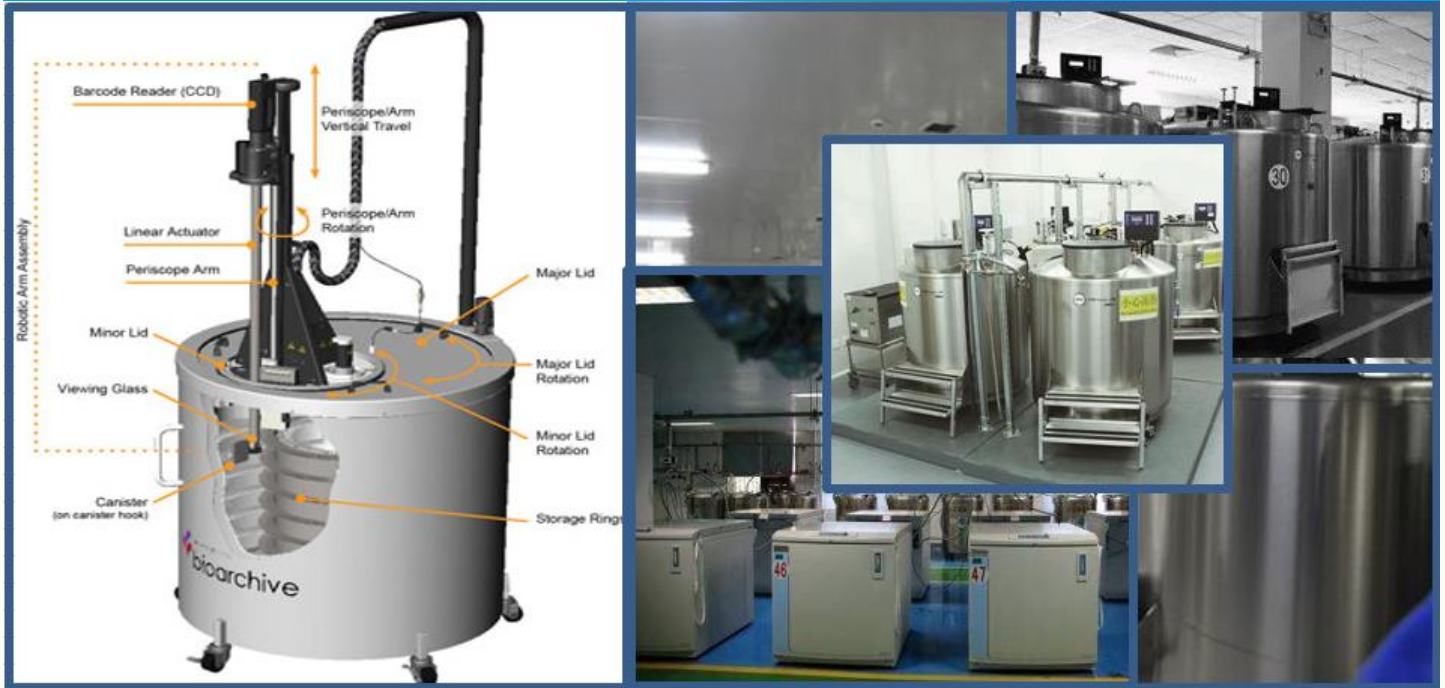 Barcode Reader (CCD)
Periscope/Arm
Vertical Travel
Periscope/Arm
Rotation
Linear Actuator
Periscope Arm
Robotic Arm Assembly
Major Lid
Minor Lid
Major Lid
Rotation
Viewing Glass
Minor Lid
Rotation
Canister
(on canister hook)
Storage Rings
bioarchive
30
46
47